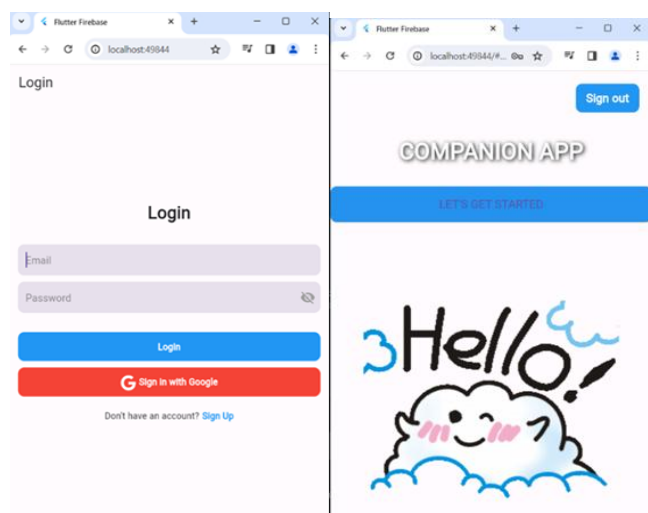 Flutter Firebase
localhost:49844
Login
Login
Email
Password
Login
G Sign in with Google
Don't have an account? Sign Up
Flutter Firebase
localhost:49844/#...
Sign out
COMPANION APP
LET'S GET STARTED
Hello!